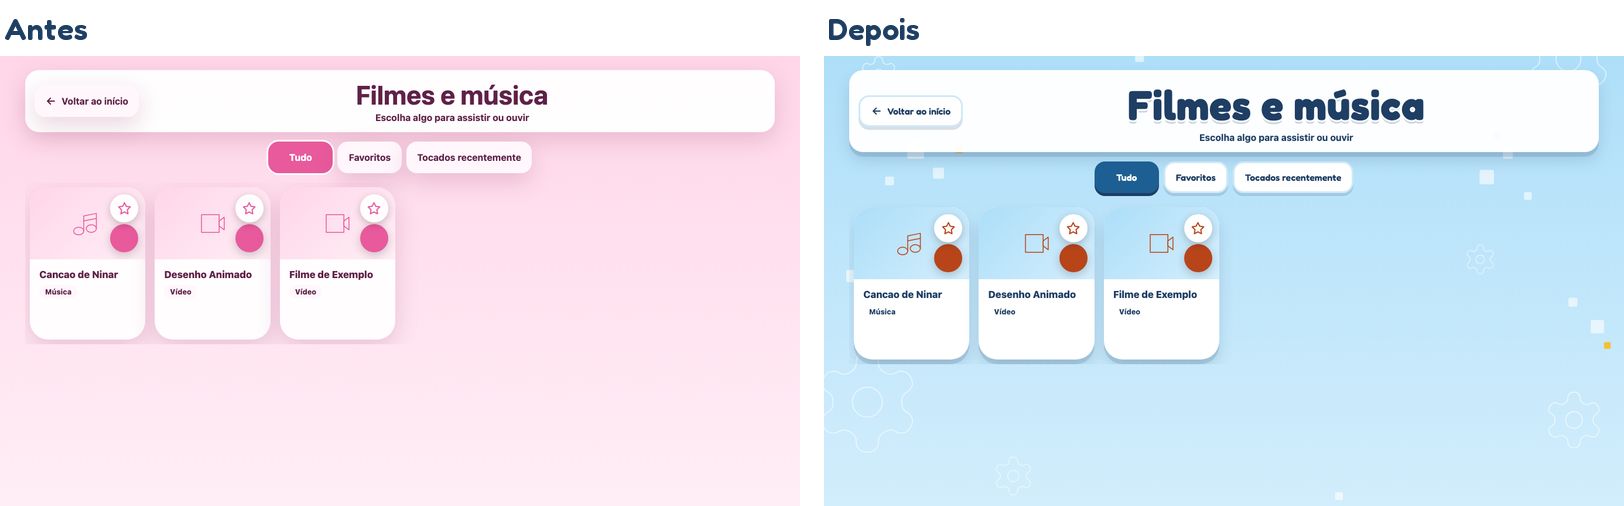 Antes
Voltar ao início
Filmes e música
Escolha algo para assistir ou ouvir
Tudo
Favoritos
Tocados recentemente
Cancao de Ninar
Música
Desenho Animado
Vídeo
Filme de Exemplo
Vídeo
Depois
Voltar ao início
Filmes e música
Escolha algo para assistir ou ouvir
Tudo
Favoritos
Tocados recentemente
Cancao de Ninar
Música
Desenho Animado
Vídeo
Filme de Exemplo
Vídeo